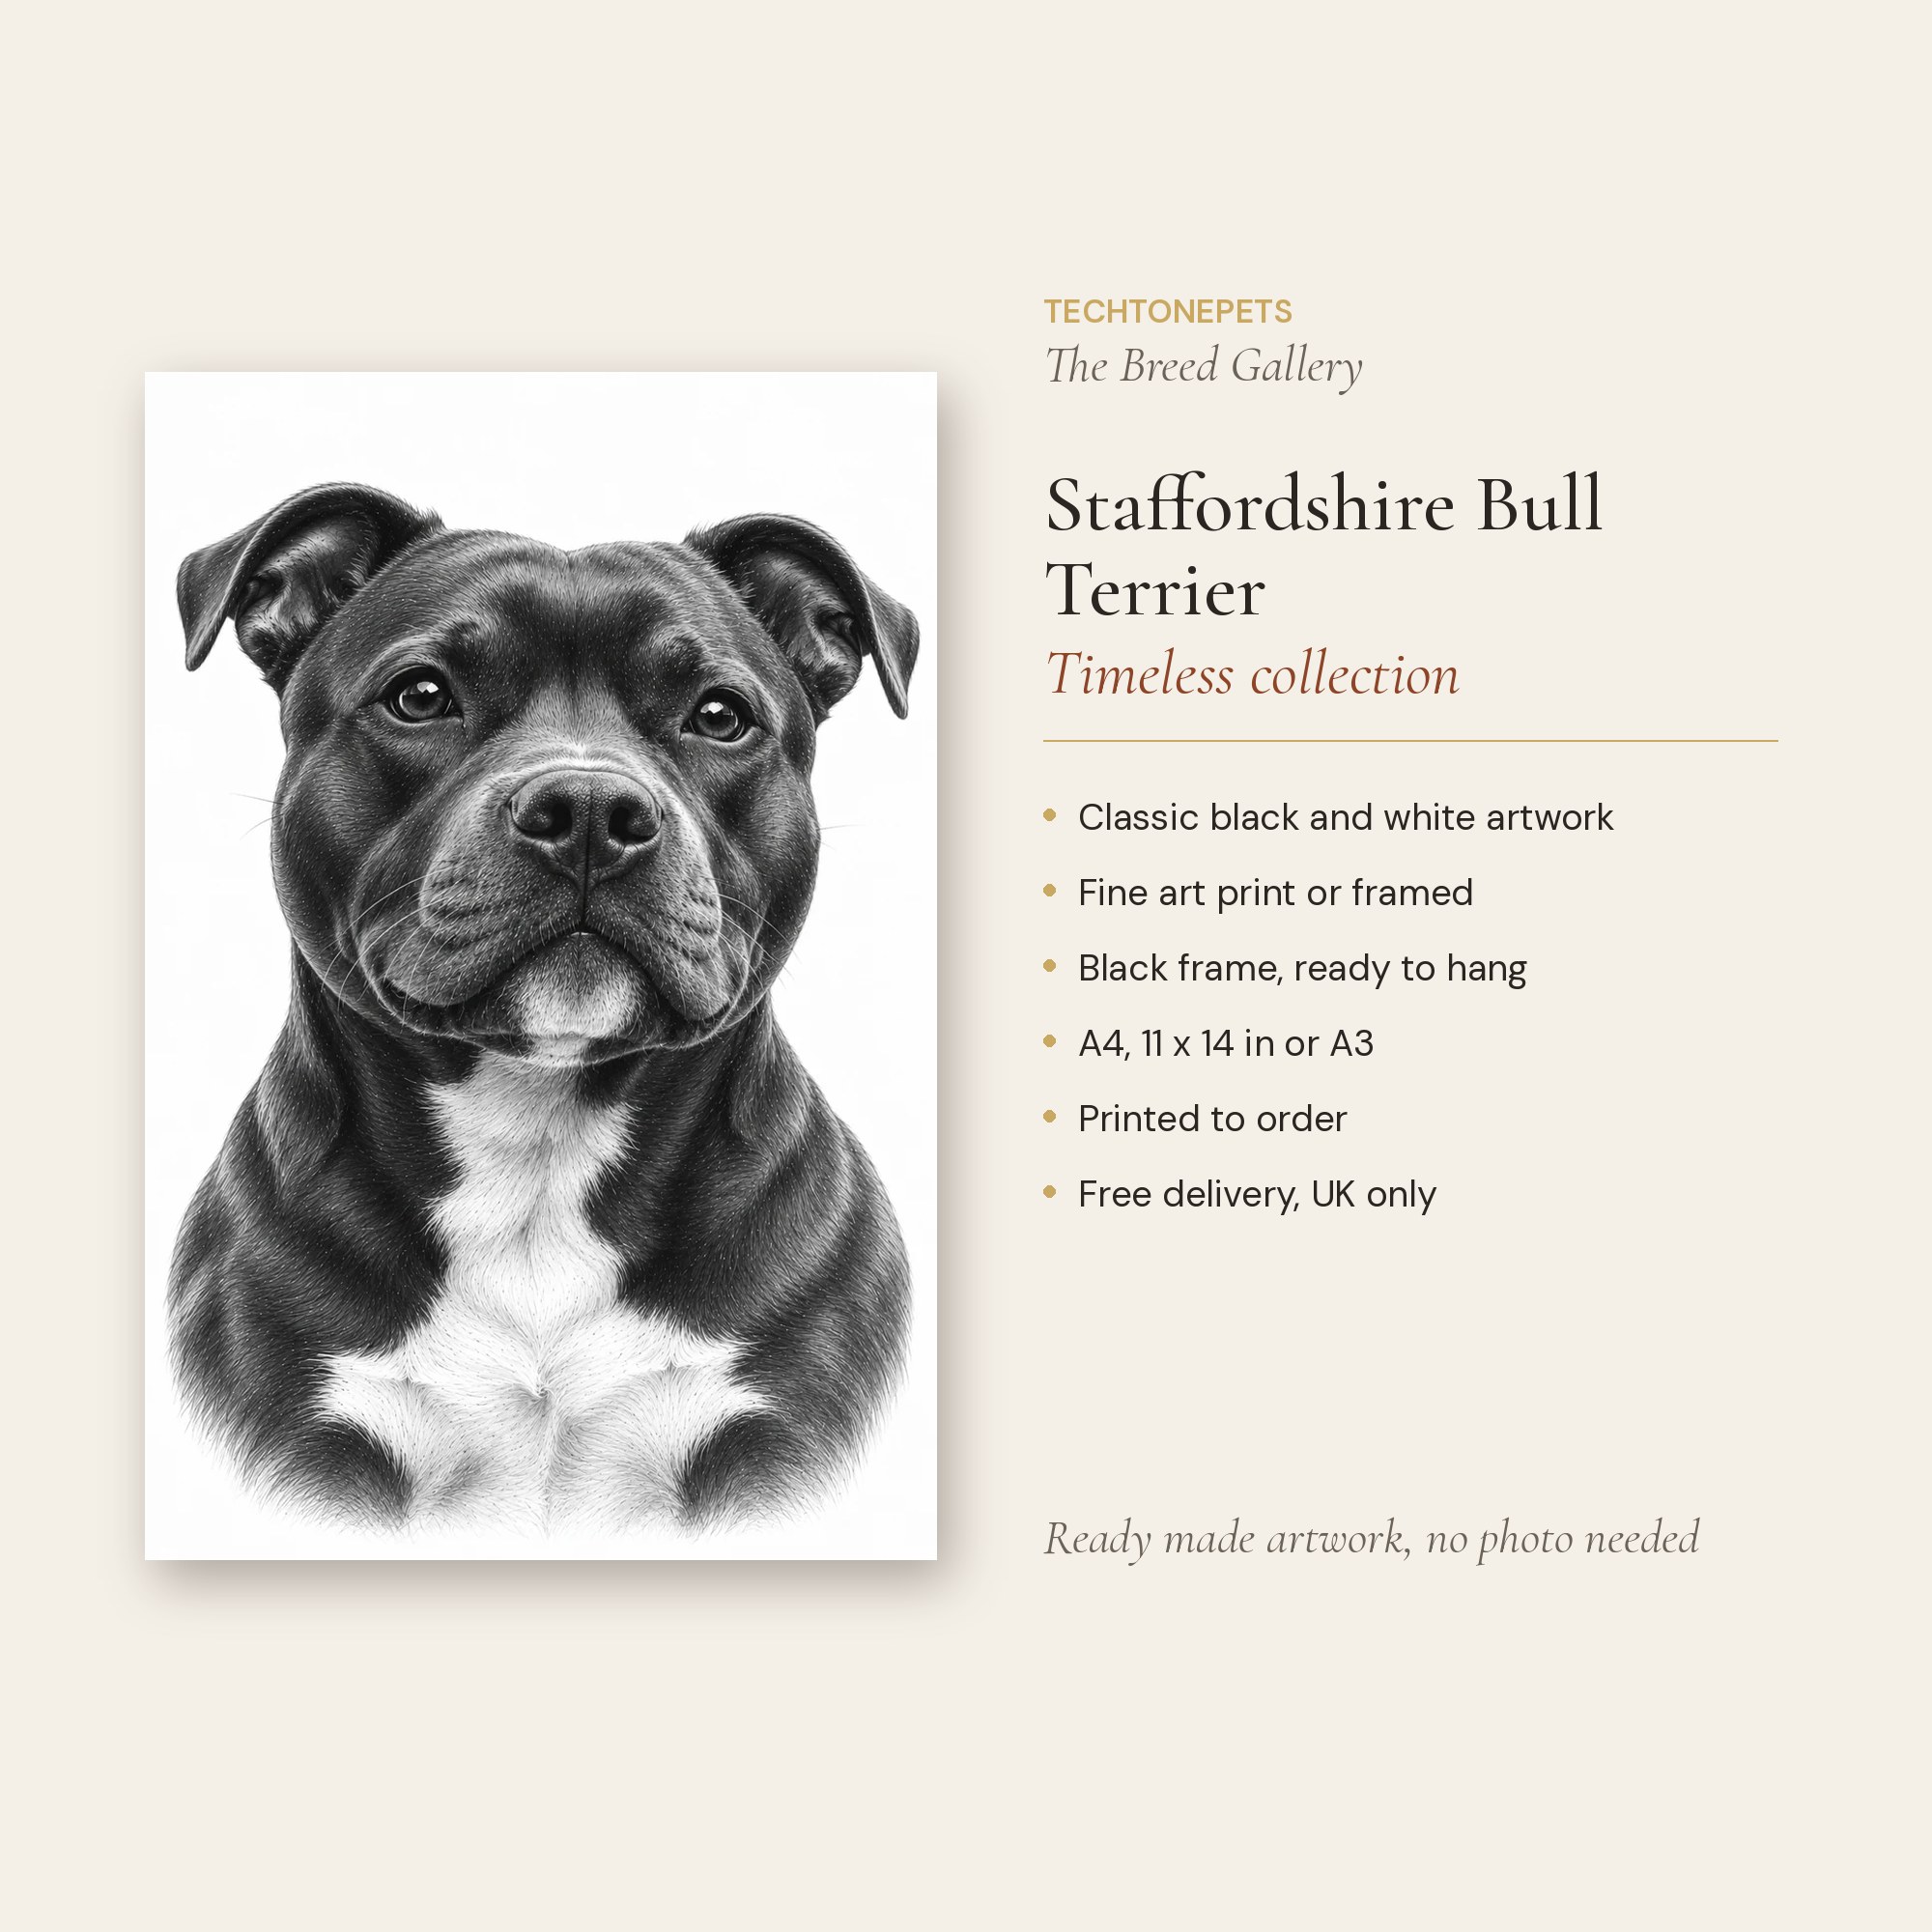 TECHTONEPETS
The Breed Gallery
Staffordshire Bull
Terrier
Timeless collection
Classic black and white artwork
Fine art print or framed
Black frame, ready to hang
A4, 11 x 14 in or A3
Printed to order
Free delivery, UK only
Ready made artwork, no photo needed